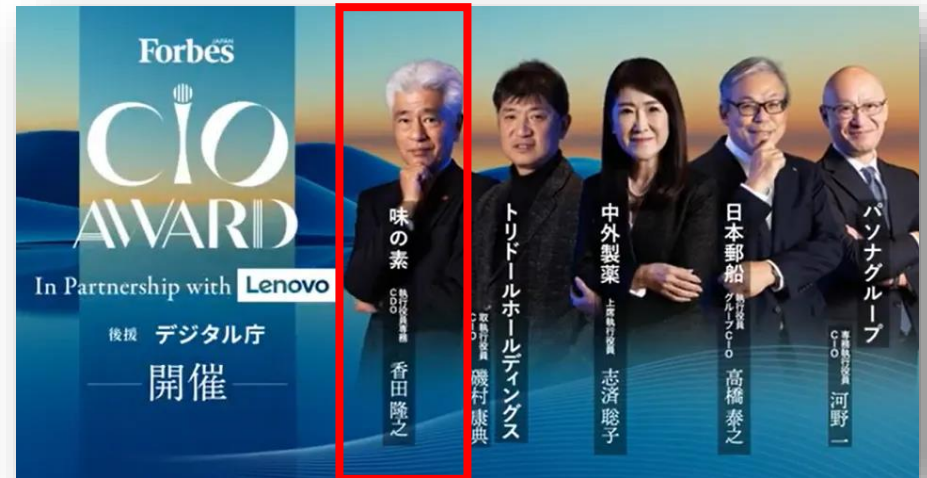 Forbes
JAPAN
CIO
AWARD
In Partnership with Lenovo
後援 デジタル庁
開催
味の素
執行役員専務
CDO
香田 隆之
トリドールホールディングス
執行役員
CIO
磯村 康典
中外製薬
上席執行役員
志済 聡子
日本郵船
執行役員
グループCIO
高橋 泰之
パソナグループ
専務執行役員
CIO
河野 一